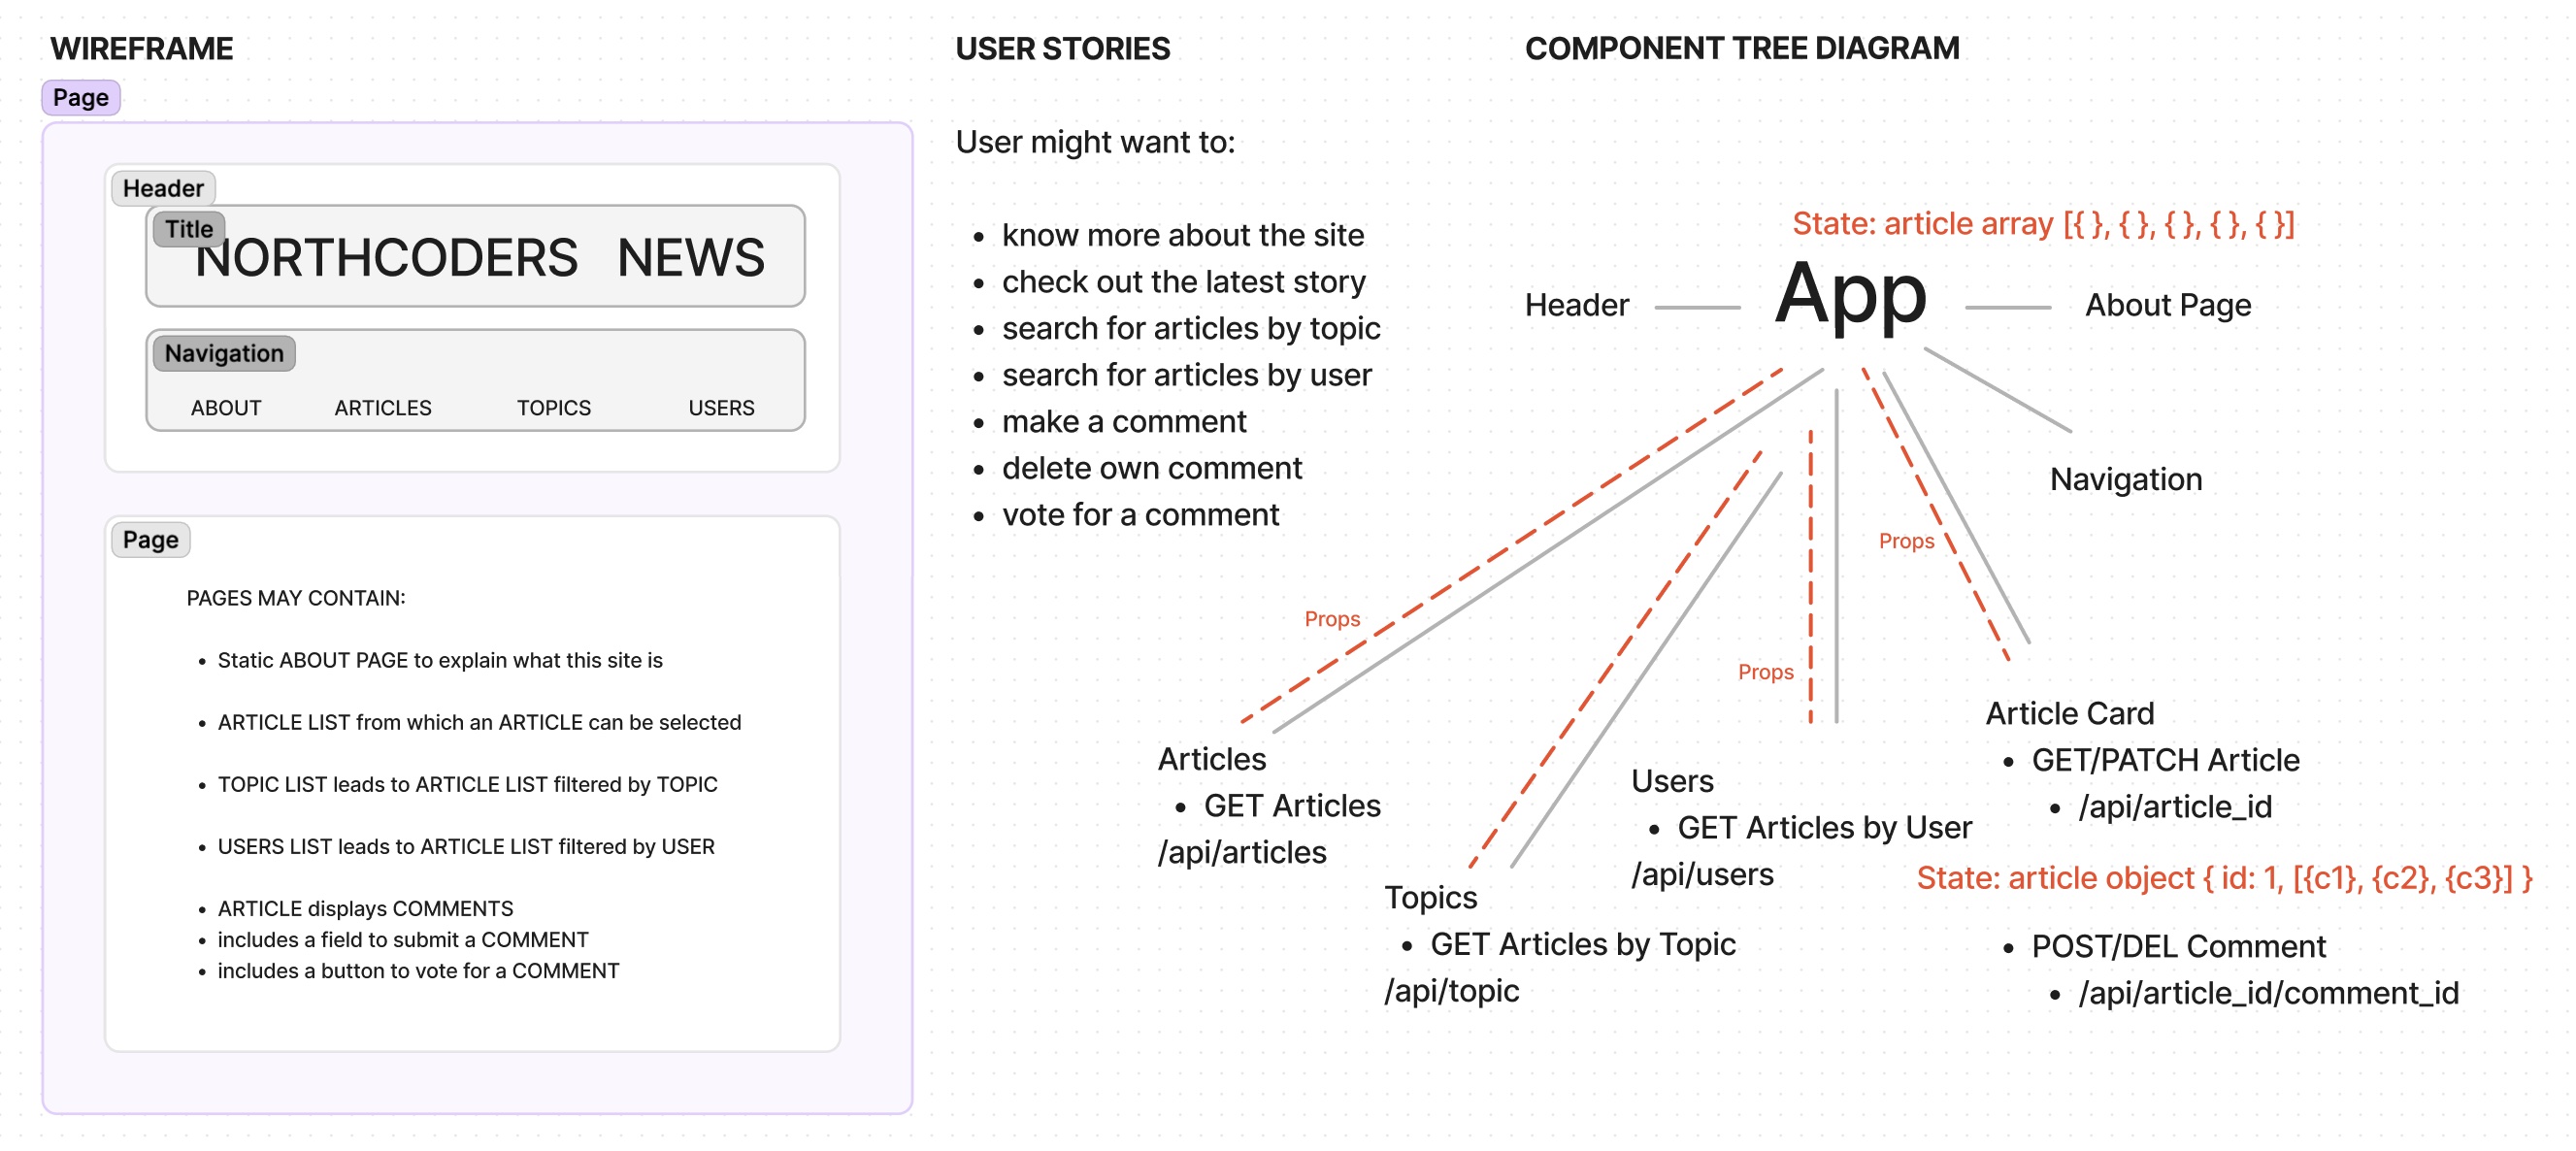 WIREFRAME
Page
Header
Title
NORTHCODERS NEWS
Navigation
ABOUT ARTICLES TOPICS USERS
Page
PAGES MAY CONTAIN:
• Static ABOUT PAGE to explain what this site is
• ARTICLE LIST from which an ARTICLE can be selected
• TOPIC LIST leads to ARTICLE LIST filtered by TOPIC
• USERS LIST leads to ARTICLE LIST filtered by USER
• ARTICLE displays COMMENTS
• includes a field to submit a COMMENT
• includes a button to vote for a COMMENT
USER STORIES
User might want to:
• know more about the site
• check out the latest story
• search for articles by topic
• search for articles by user
• make a comment
• delete own comment
• vote for a comment
COMPONENT TREE DIAGRAM
State: article array [{ }, { }, { }, { }, { }]
Header
App
About Page
Navigation
Props
Props
Props
Articles
• GET Articles
/api/articles
Topics
• GET Articles by Topic
/api/topic
Users
• GET Articles by User
/api/users
Article Card
• GET/PATCH Article
• /api/article_id
State: article object { id: 1, [{c1}, {c2}, {c3}] }
• POST/DEL Comment
• /api/article_id/comment_id